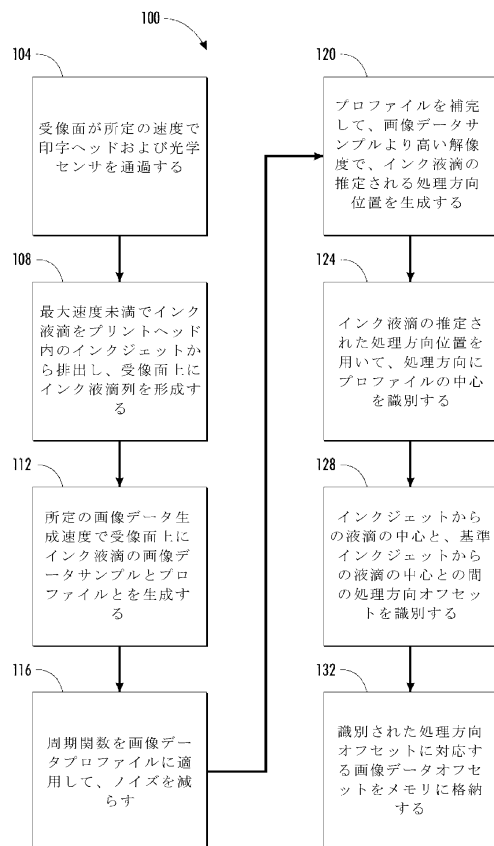 100
104
受像面が所定の速度で
印字ヘッドおよび光学
センサを通過する
108
最大速度未満でインク
液滴をプリントヘッド
内のインクジェットから
排出し、受像面上に
インク液滴列を形成す
る
112
所定の画像データ生
成速度で受像面上に
インク液滴の画像デ
ータサンプルとプロ
ファイルとを生成す
る
116
周期関数を画像デー
タプロファイルに適
用して、ノイズを減
らす
120
プロファイルを補完
して、画像データサ
ンプルより高い解像
度で、インク液滴の
推定される処理方向
位置を生成する
124
インク液滴の推定さ
れた処理方向位置を
用いて、処理方向に
プロファイルの中心
を識別する
128
インクジェットから
の液滴の中心と、基準
インクジェットから
の液滴の中心との間
の処理方向オフセッ
トを識別する
132
識別された処理方向
オフセットに対応す
る画像データオフセ
ットをメモリに格納
する